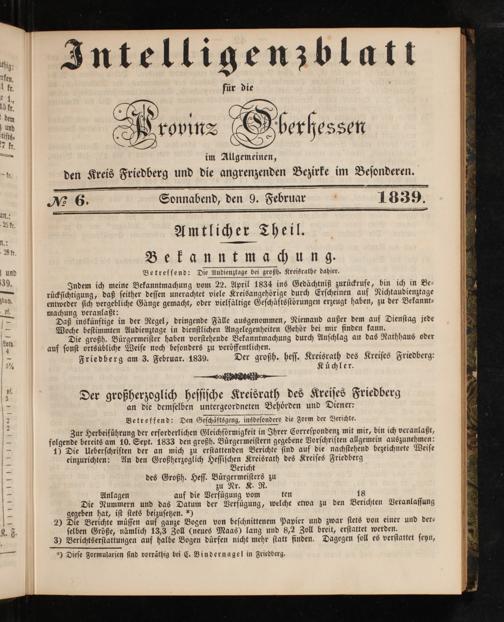 Intelligenzblatt
für die
Provinz Oberhessen
im Allgemeinen,
den Kreis Friedberg und die angrenzenden Bezirke im Besonderen.
№ 6. Sonnabend, den 9. Februar 1839.
Amtlicher Theil.
Bekanntmachung.
Betreffend: Die Audienztage bei großh. Kreisrathe dahier.
Indem ich meine Bekanntmachung vom 22. April 1834 ins Gedächtniß zurückrufe, bin ich in Be-
rücksichtigung, daß seither dessen unerachtet viele Kreisangehörige durch Erscheinen auf Nichtaudienztage
entweder sich vergebliche Gänge gemacht, oder vielfältige Geschäftsstörungen erzeugt haben, zu der Bekannt-
machung veranlaßt:
Daß inskünftige in der Regel, dringende Fälle ausgenommen, Niemand außer dem auf Dienstag jede
Woche bestimmten Audienztage in dienstlichen Angelegenheiten Gehör bei mir finden kann.
Die großh. Bürgermeister haben vorstehende Bekanntmachung durch Anschlag an das Rathhaus oder
auf sonst ersübliche Weise noch besonders zu veröffentlichen.
Friedberg am 3. Februar. 1839. Der großh. hess. Kreisrath des Kreises Friedberg:
Küchler.
Der großherzoglich hessische Kreisrath des Kreises Friedberg
an die demselben untergeordneten Behörden und Diener:
Betreffend: Den Geschäftsgang, insbesondere die Form der Berichte.
Zur Herbeiführung der erforderlichen Gleichförmigkeit in Ihrer Correspondenz mit mir, bin ich veranlaßt,
folgende bereits am 10. Sept. 1833 den großh. Bürgermeistern gegebene Vorschriften allgemein auszunehmen:
1) Die Ueberschriften der an mich zu erstattenden Berichte sind auf die nachstehend bezeichnete Weise
einzurichten: An den Großherzoglich Hessischen Kreisrath des Kreises Friedberg
Bericht
des Großh. Hess. Bürgermeisters zu
zu Nr. K. R.
Anlagen auf die Verfügung vom ten 18
Die Nummern und das Datum der Verfügung, welche etwa zu den Berichten Veranlassung
gegeben hat, ist stets beizusetzen. *)
2) Die Berichte müssen auf ganze Bogen von beschnittenem Papier und zwar stets von einer und der-
selben Größe, nämlich 13,3 Zoll (neues Maas) lang und 8,2 Zoll breit, erstattet werden.
3) Berichtserstattungen auf halbe Bogen dürfen nicht mehr statt finden. Dagegen soll es verstattet seyn,
*) Diese Formularien sind vorräthig bei C. Bindernagel in Friedberg.